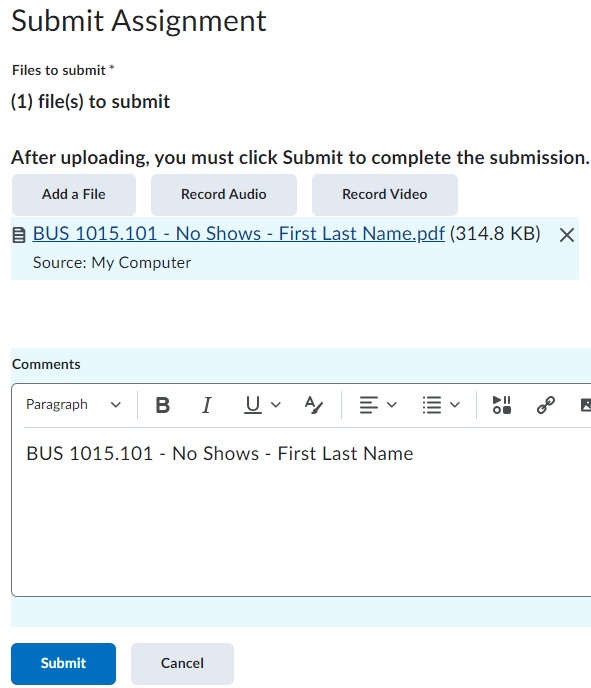 Submit Assignment
Files to submit *
(1) file(s) to submit
After uploading, you must click Submit to complete the submission.
Add a File Record Audio Record Video
BUS 1015.101 - No Shows - First Last Name.pdf (314.8 KB)
Source: My Computer
Comments
Paragraph B I U A
BUS 1015.101 - No Shows - First Last Name
Submit Cancel